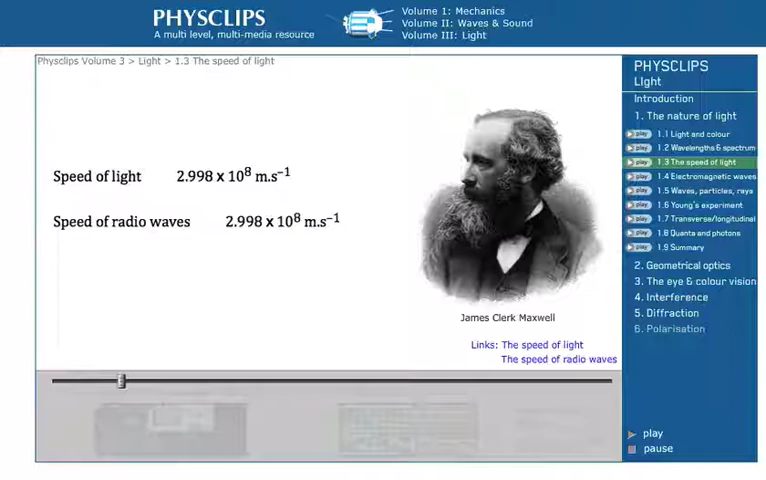 PHYSCLIPS
A multi level, multi-media resource
Volume 1: Mechanics
Volume II: Waves & Sound
Volume III: Light
Physclips Volume 3 > Light > 1.3 The speed of light
Speed of light 2.998 x 10⁸ m.s⁻¹
Speed of radio waves 2.998 x 10⁸ m.s⁻¹
James Clerk Maxwell
Links: The speed of light
The speed of radio waves
PHYSCLIPS
LIght
Introduction
1. The nature of light
play 1.1 Light and colour
play 1.2 Wavelengths & spectrum
play 1.3 The speed of light
play 1.4 Electromagnetic waves
play 1.5 Waves, particles, rays
play 1.6 Young's experiment
play 1.7 Transverse/longitudinal
play 1.8 Quanta and photons
play 1.9 Summary
2. Geometrical optics
3. The eye & colour vision
4. Interference
5. Diffraction
6. Polarisation
play
pause